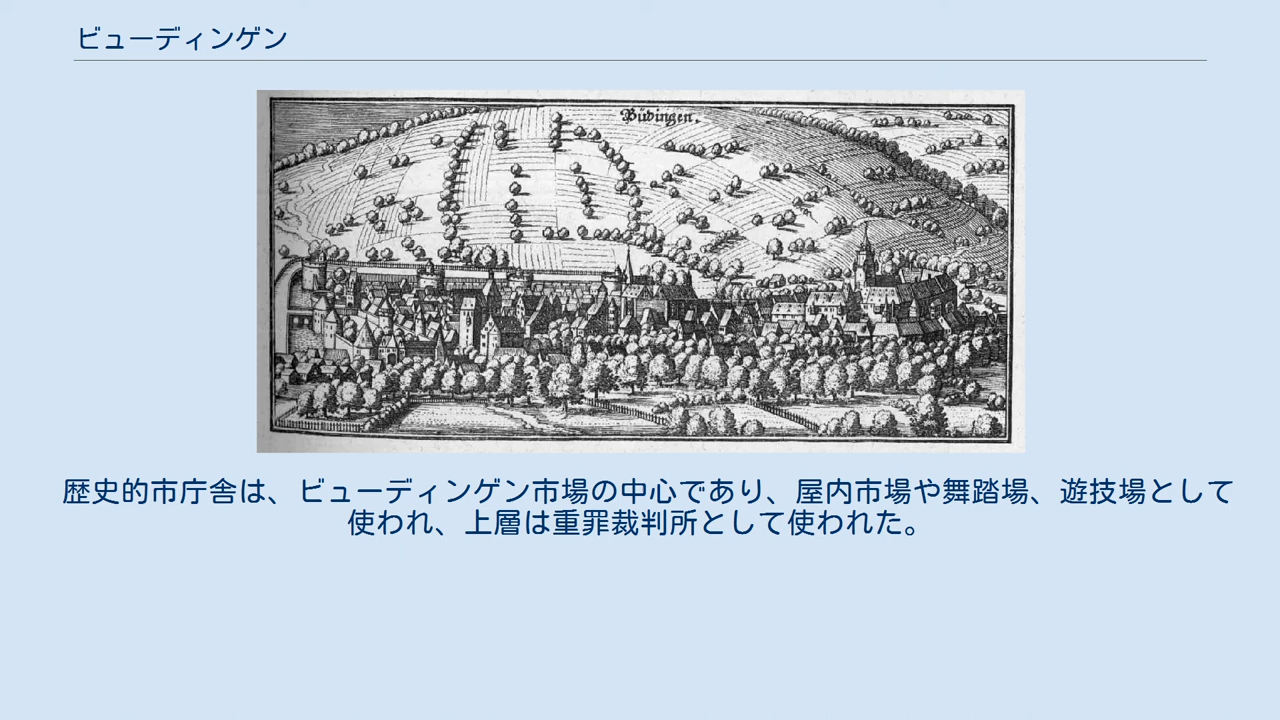 ビューディンゲン
Büdingen.
歴史的市庁舎は、ビューディンゲン市場の中心であり、屋内市場や舞踏場、遊技場として
使われ、上層は重罪裁判所として使われた。